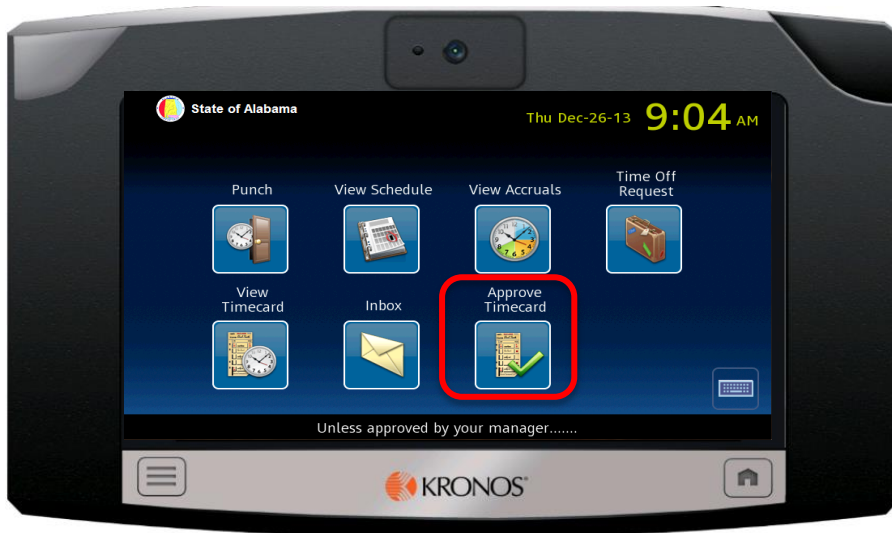 State of Alabama
Thu Dec-26-13 9:04 AM
Punch
View Schedule
View Accruals
Time Off
Request
View
Timecard
Inbox
Approve
Timecard
Unless approved by your manager.......
KRONOS®